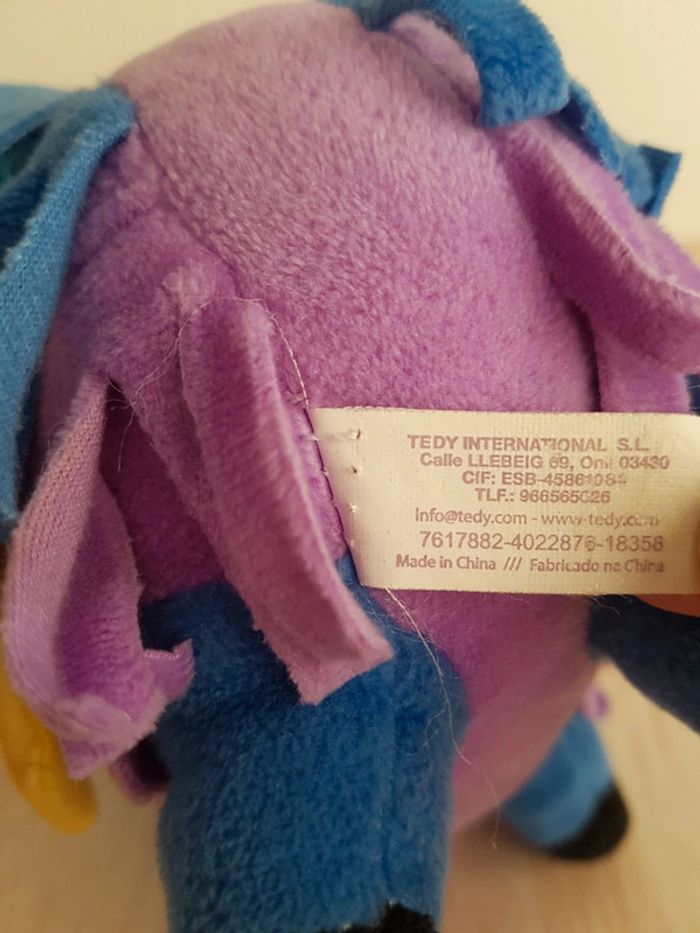 TEDY INTERNATIONAL S.L.
Calle LLEBEIG 69, Onil 03430
CIF: ESB-45861084
TLF.: 966565626
info@tedy.com - www.tedy.com
7617882-4022876-18358
Made in China /// Fabricado na China